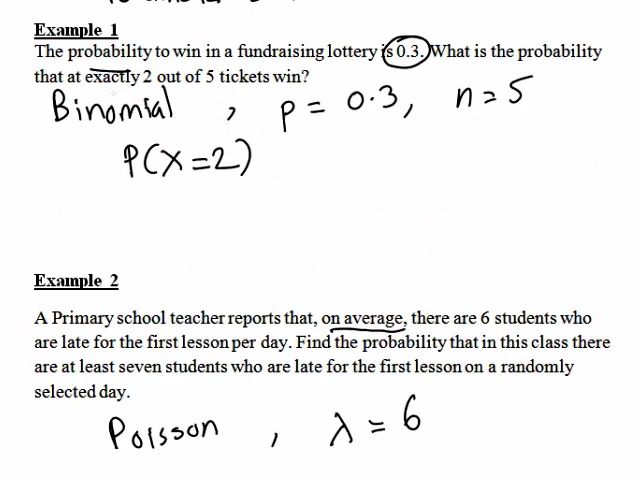 Example 1
The probability to win in a fundraising lottery is 0.3. What is the probability
that at exactly 2 out of 5 tickets win?
Binomial , p = 0.3, n = 5
P(X=2)
Example 2
A Primary school teacher reports that, on average, there are 6 students who
are late for the first lesson per day. Find the probability that in this class there
are at least seven students who are late for the first lesson on a randomly
selected day.
Poisson , λ = 6